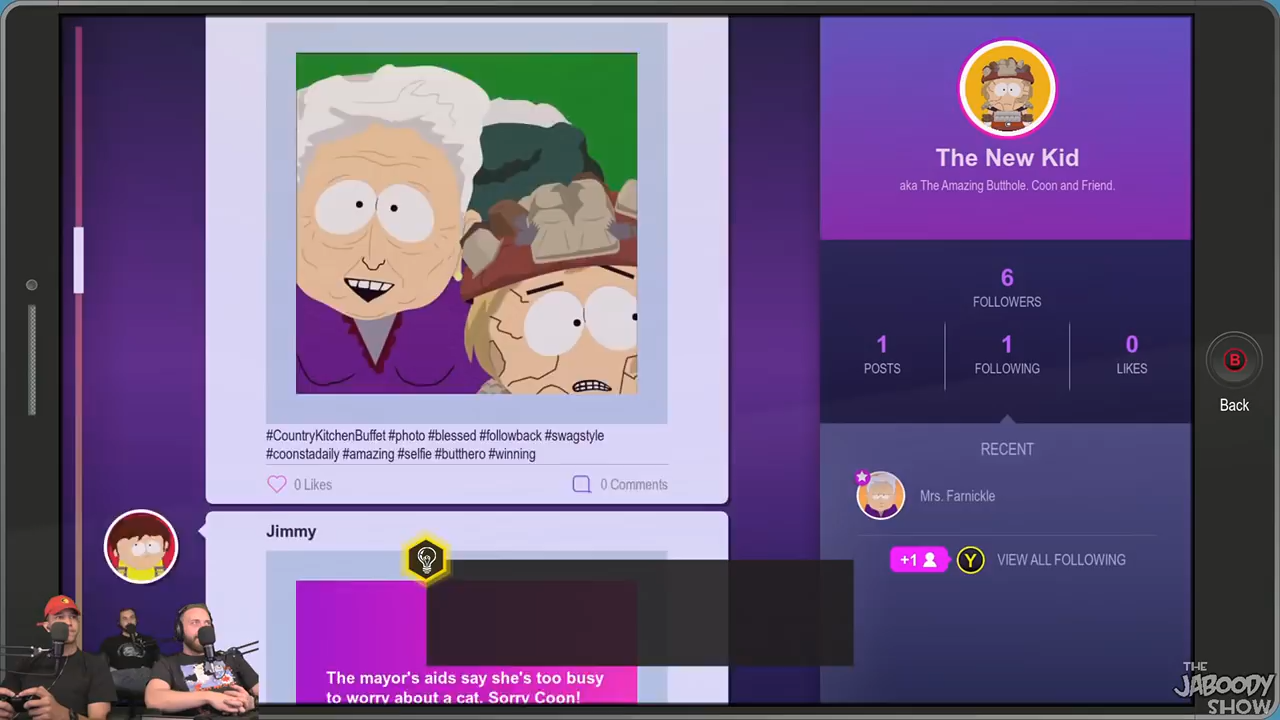 #CountryKitchenBuffet #photo #blessed #followback #swagstyle
#coonstadaily #amazing #selfie #butthero #winning
0 Likes
0 Comments
Jimmy
The mayor's aids say she's too busy
to worry about a cat. Sorry Coon!
The New Kid
aka The Amazing Butthole. Coon and Friend.
6
FOLLOWERS
1
POSTS
1
FOLLOWING
0
LIKES
RECENT
Mrs. Farnickle
+1
Y
VIEW ALL FOLLOWING
B
Back
THE
JABOODY
SHOW